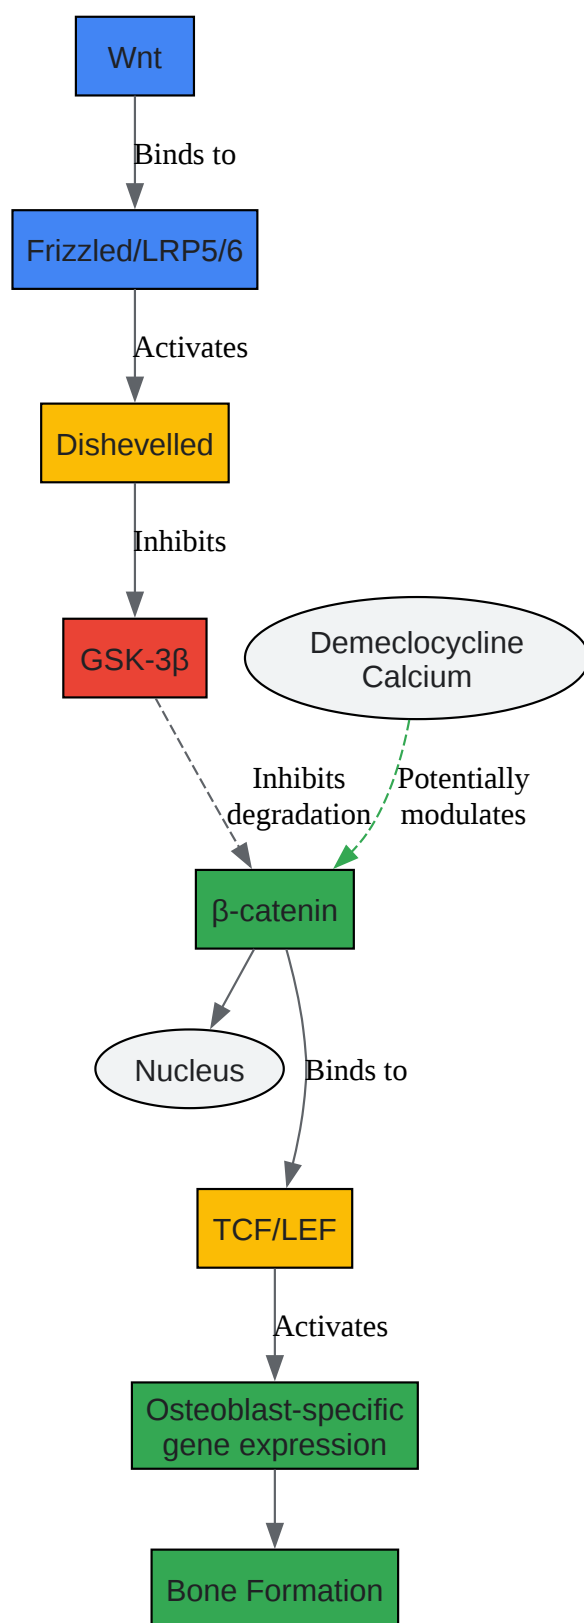 Wnt
Binds to
Frizzled/LRP5/6
Activates
Dishevelled
Inhibits
GSK-3β
Demeclocycline
Calcium
Inhibits
degradation
Potentially
modulates
β-catenin
Nucleus
Binds to
TCF/LEF
Activates
Osteoblast-specific
gene expression
Bone Formation